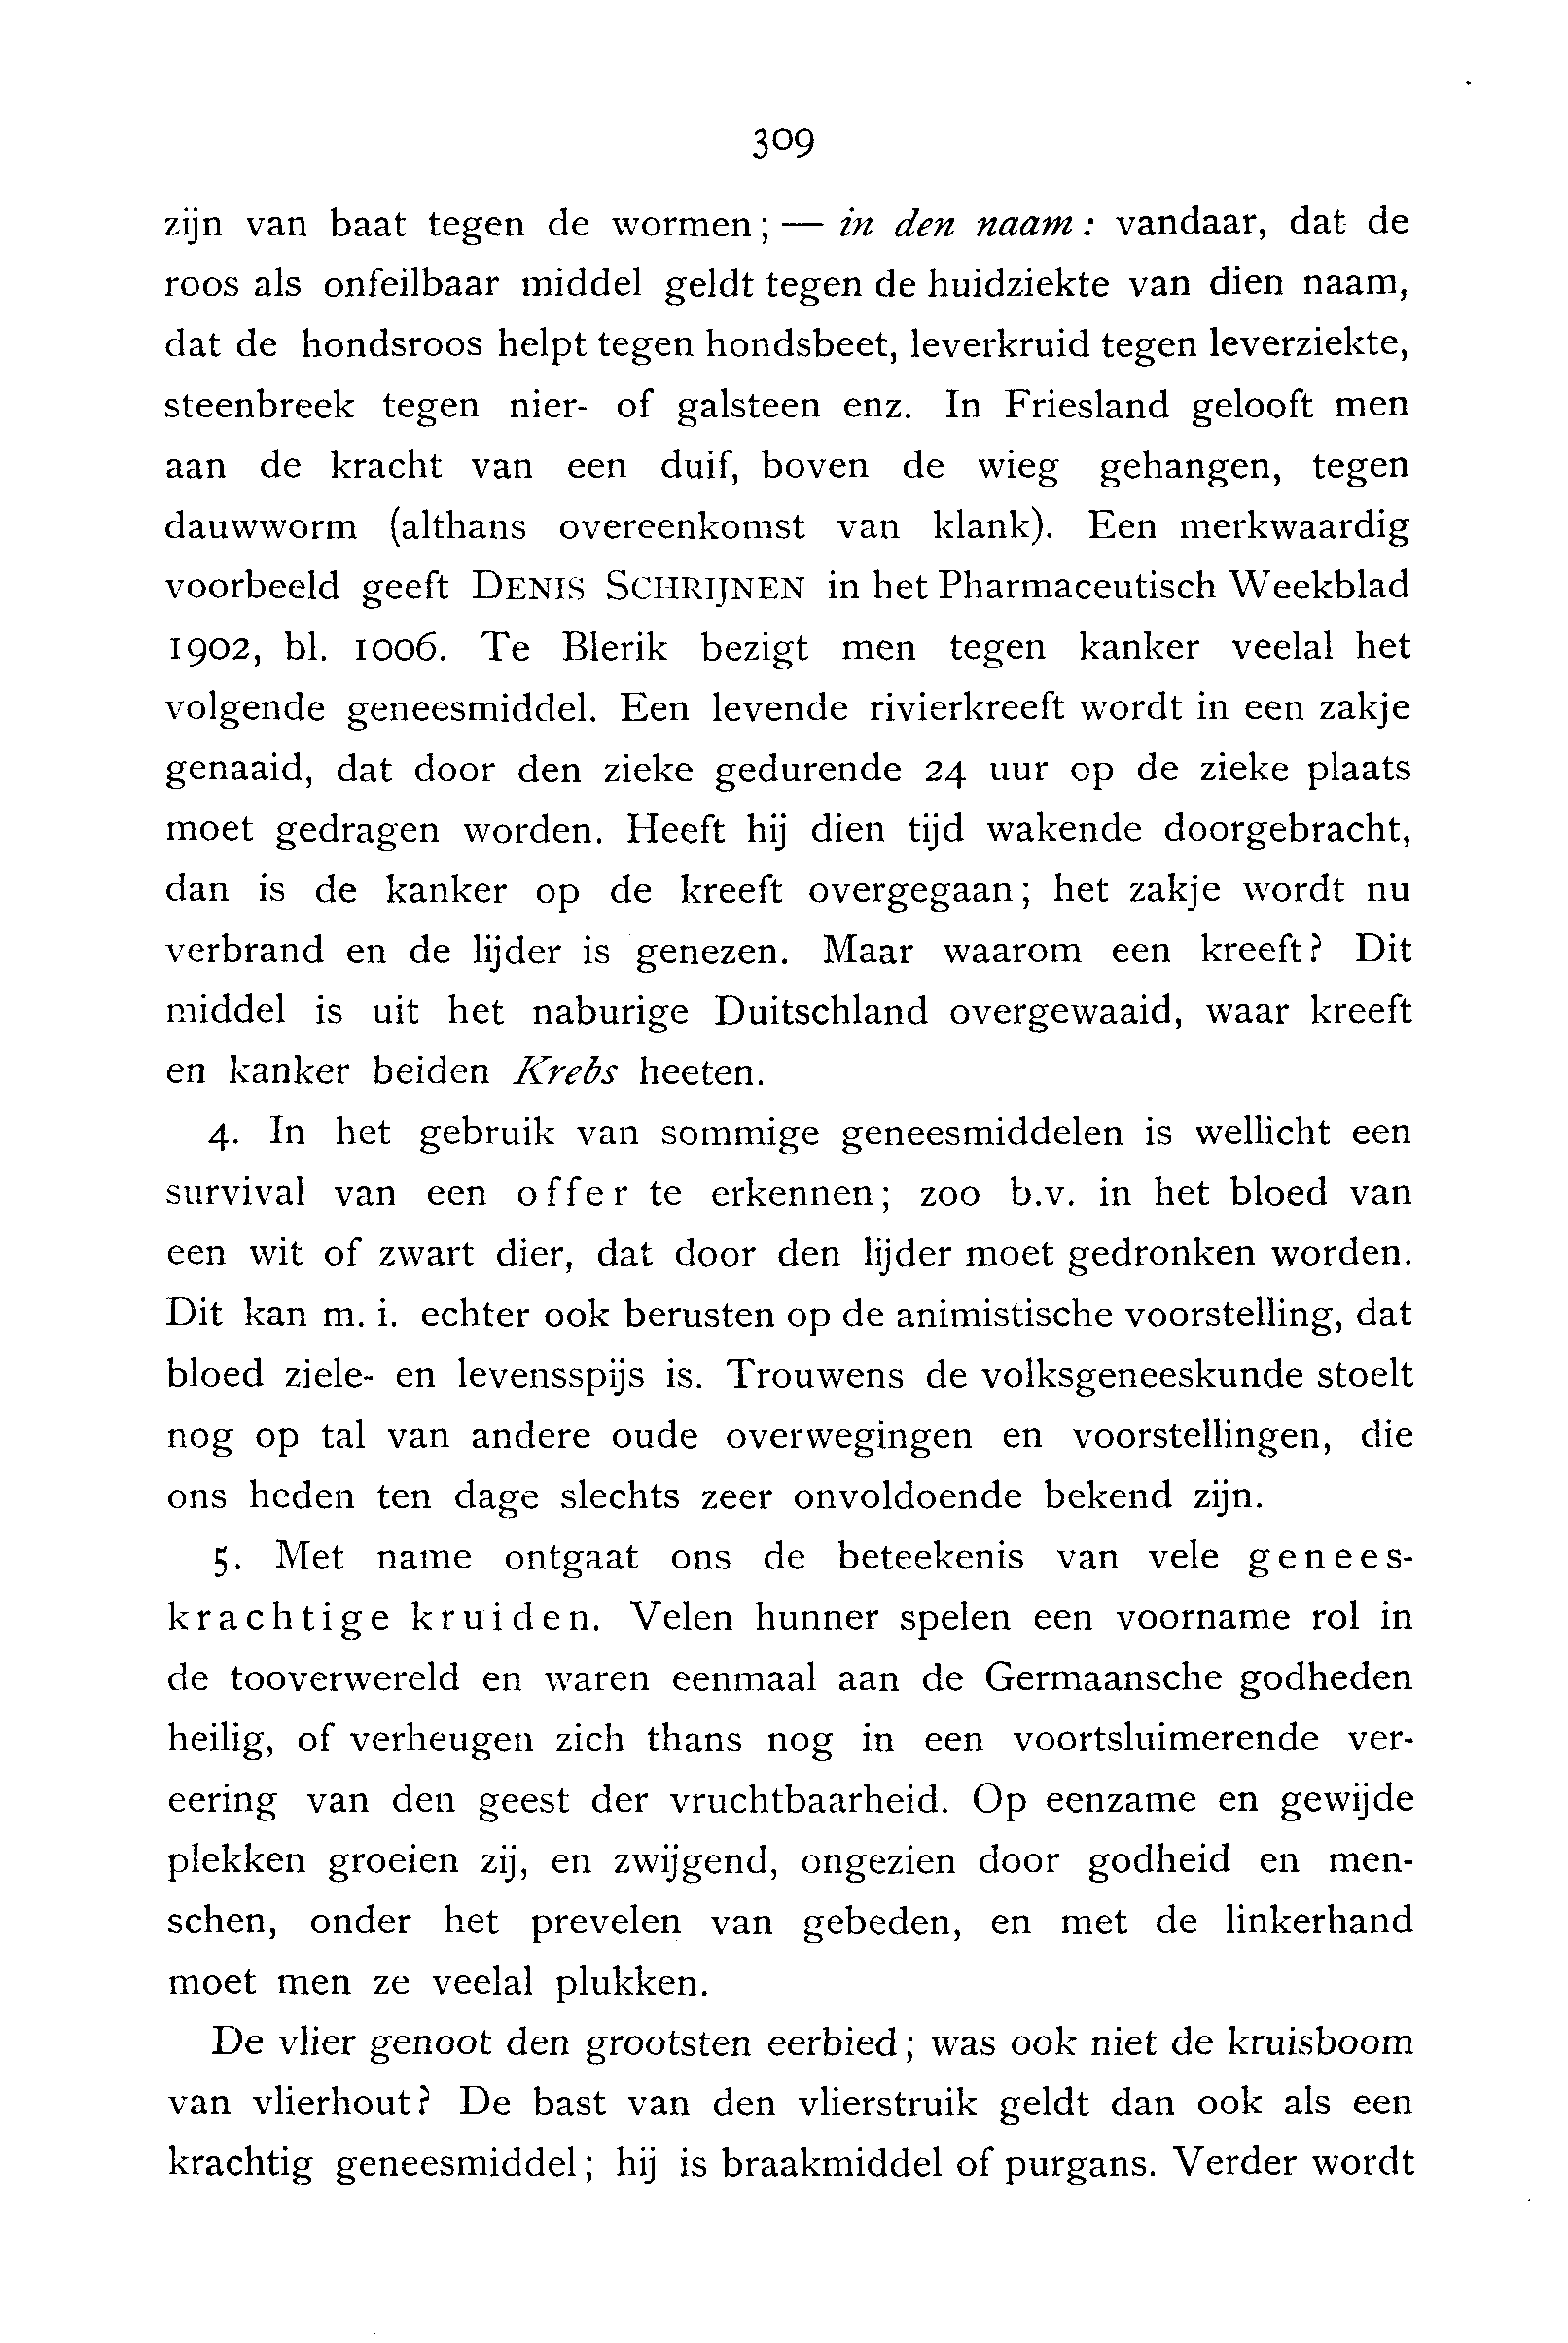 309
zijn van baat tegen de wormen; — in den naam: vandaar, dat de
roos als onfeilbaar middel geldt tegen de huidziekte van dien naam,
dat de hondsroos helpt tegen hondsbeet, leverkruid tegen leverziekte,
steenbreek tegen nier- of galsteen enz. In Friesland gelooft men
aan de kracht van een duif, boven de wieg gehangen, tegen
dauwworm (althans overeenkomst van klank). Een merkwaardig
voorbeeld geeft DENIS SCHRIJNEN in het Pharmaceutisch Weekblad
1902, bl. 1006. Te Blerik bezigt men tegen kanker veelal het
volgende geneesmiddel. Een levende rivierkreeft wordt in een zakje
genaaid, dat door den zieke gedurende 24 uur op de zieke plaats
moet gedragen worden. Heeft hij dien tijd wakende doorgebracht,
dan is de kanker op de kreeft overgegaan; het zakje wordt nu
verbrand en de lijder is genezen. Maar waarom een kreeft? Dit
middel is uit het naburige Duitschland overgewaaid, waar kreeft
en kanker beiden Krebs heeten.
4. In het gebruik van sommige geneesmiddelen is wellicht een
survival van een offer te erkennen; zoo b.v. in het bloed van
een wit of zwart dier, dat door den lijder moet gedronken worden.
Dit kan m. i. echter ook berusten op de animistische voorstelling, dat
bloed ziele- en levensspijs is. Trouwens de volksgeneeskunde stoelt
nog op tal van andere oude overwegingen en voorstellingen, die
ons heden ten dage slechts zeer onvoldoende bekend zijn.
5. Met name ontgaat ons de beteekenis van vele genees-
krachtige kruiden. Velen hunner spelen een voorname rol in
de tooverwereld en waren eenmaal aan de Germaansche godheden
heilig, of verheugen zich thans nog in een voortsluimerende ver-
eering van den geest der vruchtbaarheid. Op eenzame en gewijde
plekken groeien zij, en zwijgend, ongezien door godheid en men-
schen, onder het prevelen van gebeden, en met de linkerhand
moet men ze veelal plukken.
De vlier genoot den grootsten eerbied; was ook niet de kruisboom
van vlierhout? De bast van den vlierstruik geldt dan ook als een
krachtig geneesmiddel; hij is braakmiddel of purgans. Verder wordt